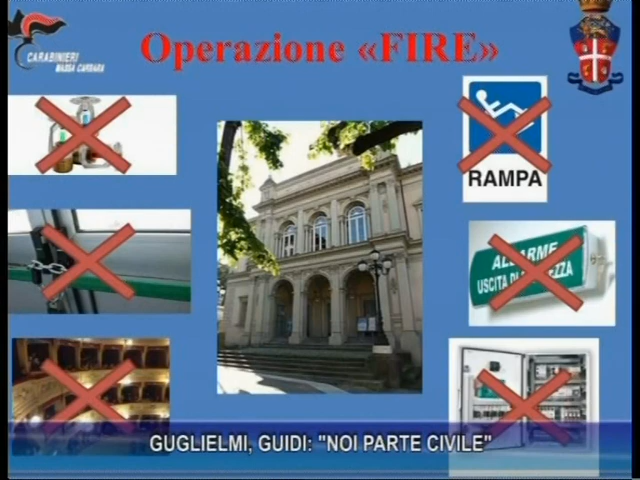 CARABINIERI
MASSA CARRARA
Operazione «FIRE»
RAMPA
ALLARME
USCITA DI SICUREZZA
GUGLIELMI, GUIDI: "NOI PARTE CIVILE"